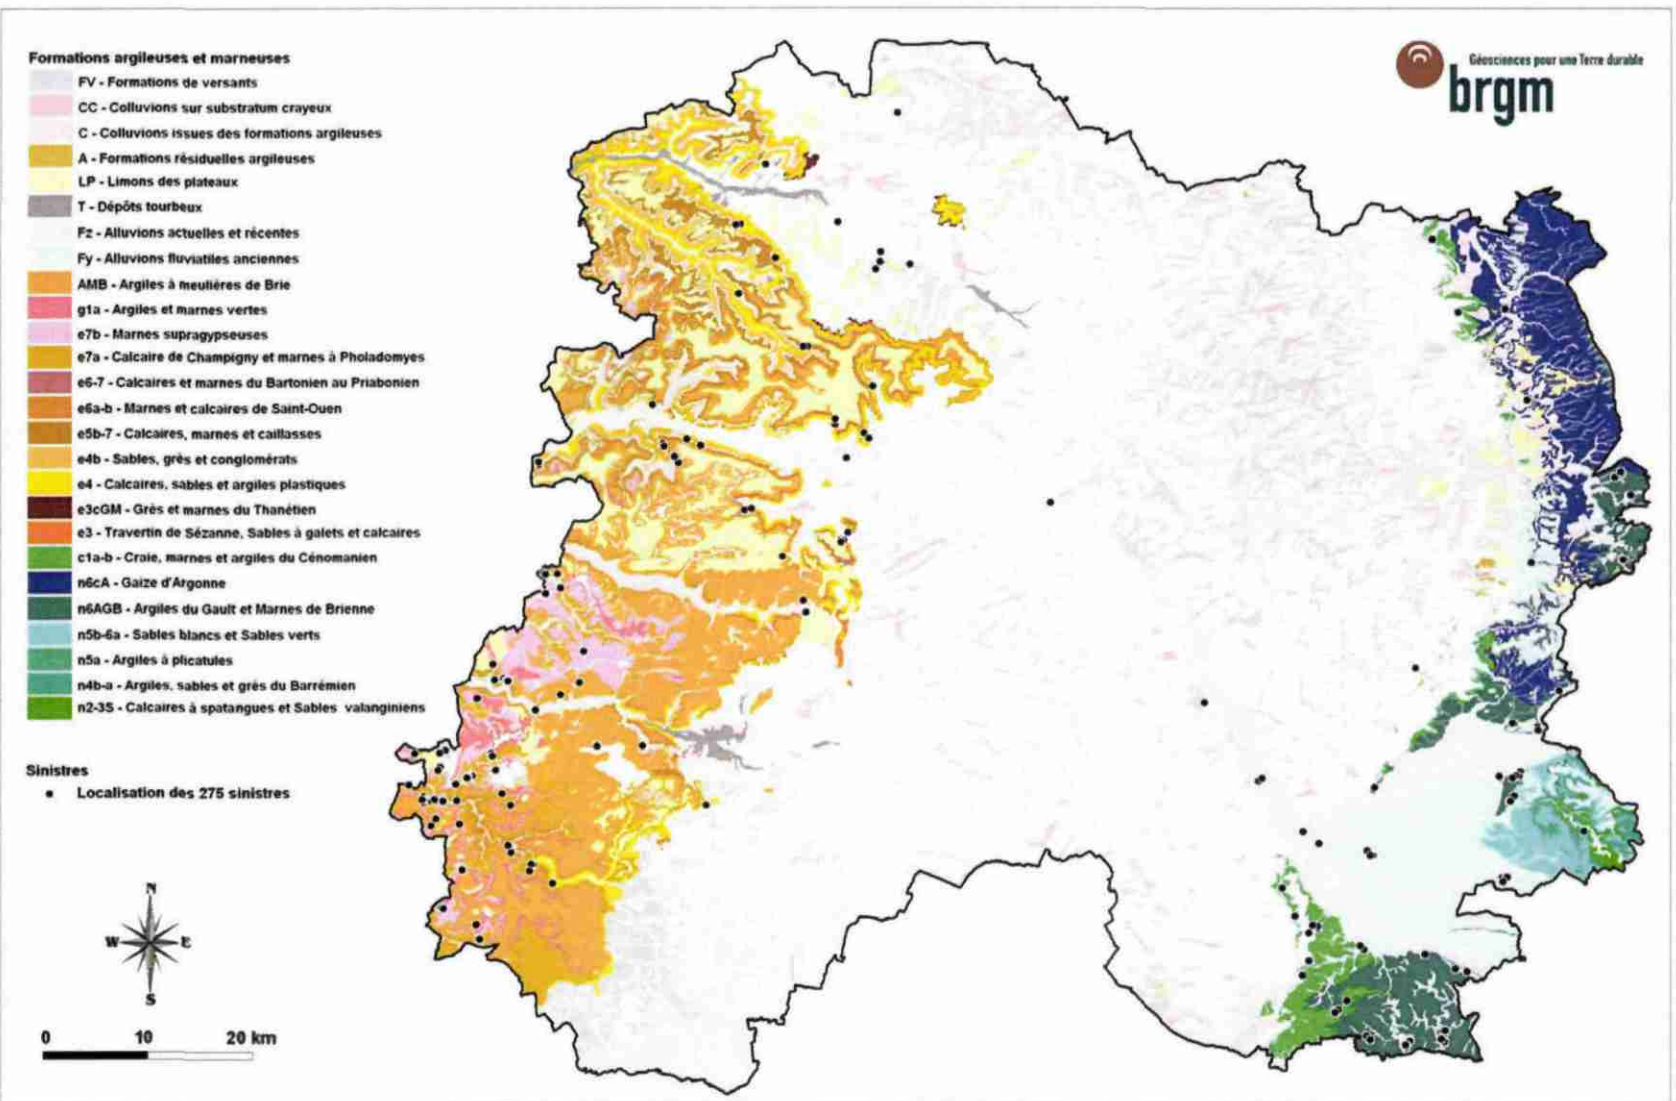 Formations argileuses et marneuses
FV - Formations de versants
CC - Colluvions sur substratum crayeux
C - Colluvions issues des formations argileuses
A - Formations résiduelles argileuses
LP - Limons des plateaux
T - Dépôts tourbeux
Fz - Alluvions actuelles et récentes
Fy - Alluvions fluviatiles anciennes
AMB - Argiles à meulières de Brie
g1a - Argiles et marnes vertes
e7b - Marnes supragypseuses
e7a - Calcaire de Champigny et marnes à Pholadomyes
e6-7 - Calcaires et marnes du Bartonien au Priabonien
e6a-b - Marnes et calcaires de Saint-Ouen
e5b-7 - Calcaires, marnes et caillasses
e4b - Sables, grès et conglomérats
e4 - Calcaires, sables et argiles plastiques
e3cGM - Grès et marnes du Thanétien
e3 - Travertin de Sézanne, Sables à galets et calcaires
c1a-b - Craie, marnes et argiles du Cénomanien
n6cA - Gaize d'Argonne
n6AGB - Argiles du Gault et Marnes de Brienne
n5b-6a - Sables blancs et Sables verts
n5a - Argiles à plicatules
n4b-a - Argiles, sables et grés du Barrémien
n2-3S - Calcaires à spatangues et Sables valanginiens
Sinistres
Localisation des 275 sinistres
N
W E
S
0 10 20 km
Géosciences pour une Terre durable
brgm